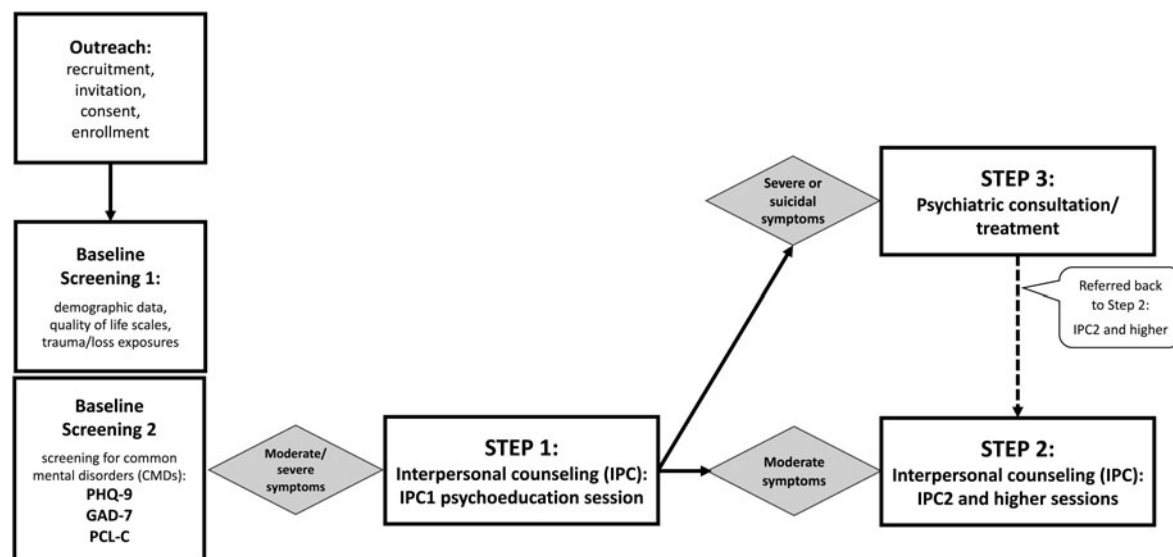 Outreach:
recruitment,
invitation,
consent,
enrollment
Baseline
Screening 1:
demographic data,
quality of life scales,
trauma/loss exposures
Baseline
Screening 2
screening for common
mental disorders (CMDs):
PHQ-9
GAD-7
PCL-C
Moderate/
severe
symptoms
STEP 1:
Interpersonal counseling (IPC):
IPC1 psychoeducation session
Severe or
suicidal
symptoms
STEP 3:
Psychiatric consultation/
treatment
Referred back
to Step 2:
IPC2 and higher
Moderate
symptoms
STEP 2:
Interpersonal counseling (IPC):
IPC2 and higher sessions